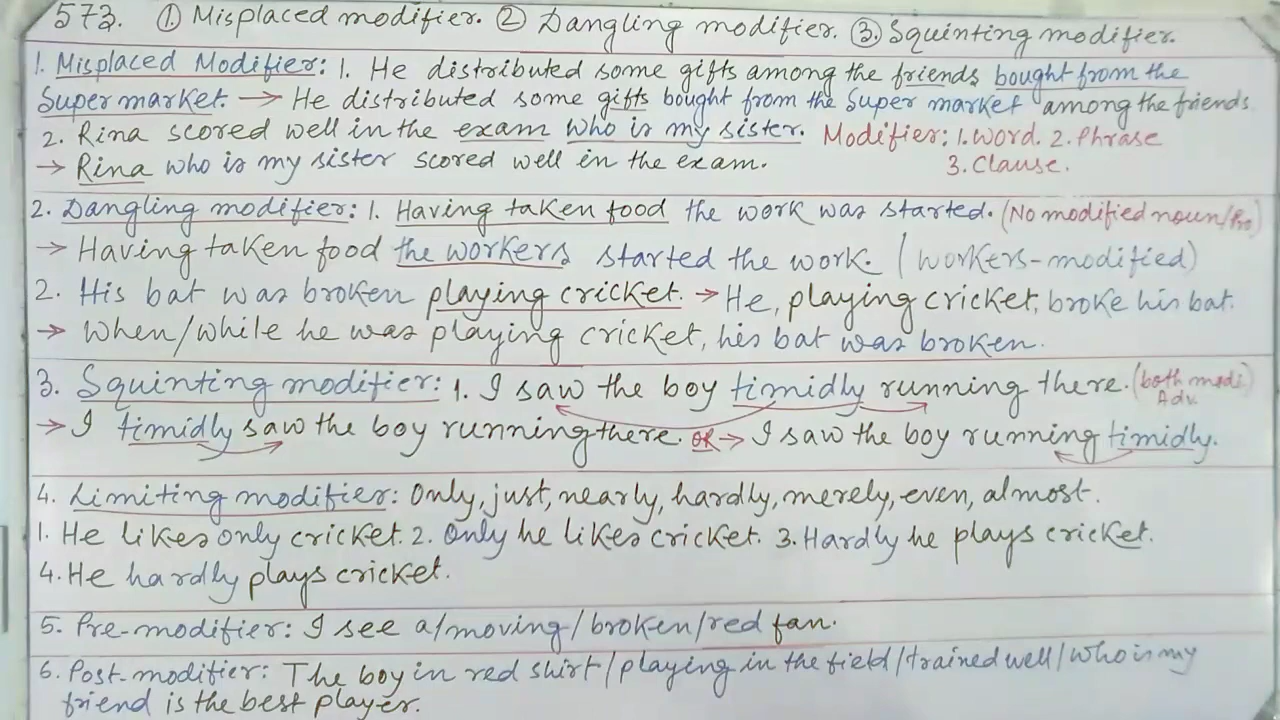 573. ① Misplaced modifier. ② Dangling modifier. ③ Squinting modifier.
1. Misplaced Modifier: 1. He distributed some gifts among the friends bought from the
Super market. → He distributed some gifts bought from the Super market among the friends.
2. Rina scored well in the exam who is my sister. Modifier: 1. Word. 2. Phrase
→ Rina who is my sister scored well in the exam. 3. Clause.
2. Dangling modifier: 1. Having taken food the work was started. (No modified noun/Pro)
→ Having taken food the workers started the work. (workers-modified)
2. His bat was broken playing cricket. → He, playing cricket, broke his bat.
→ When/while he was playing cricket, his bat was broken.
3. Squinting modifier: 1. I saw the boy timidly running there. (both modi)
Adv.
→ I timidly saw the boy running there. OR → I saw the boy running timidly.
4. Limiting modifier: Only, just, nearly, hardly, merely, even, almost.
1. He likes only cricket. 2. Only he likes cricket. 3. Hardly he plays cricket.
4. He hardly plays cricket.
5. Pre-modifier: I see a/moving/broken/red fan.
6. Post-modifier: The boy in red shirt/playing in the field/trained well/who is my
friend is the best player.